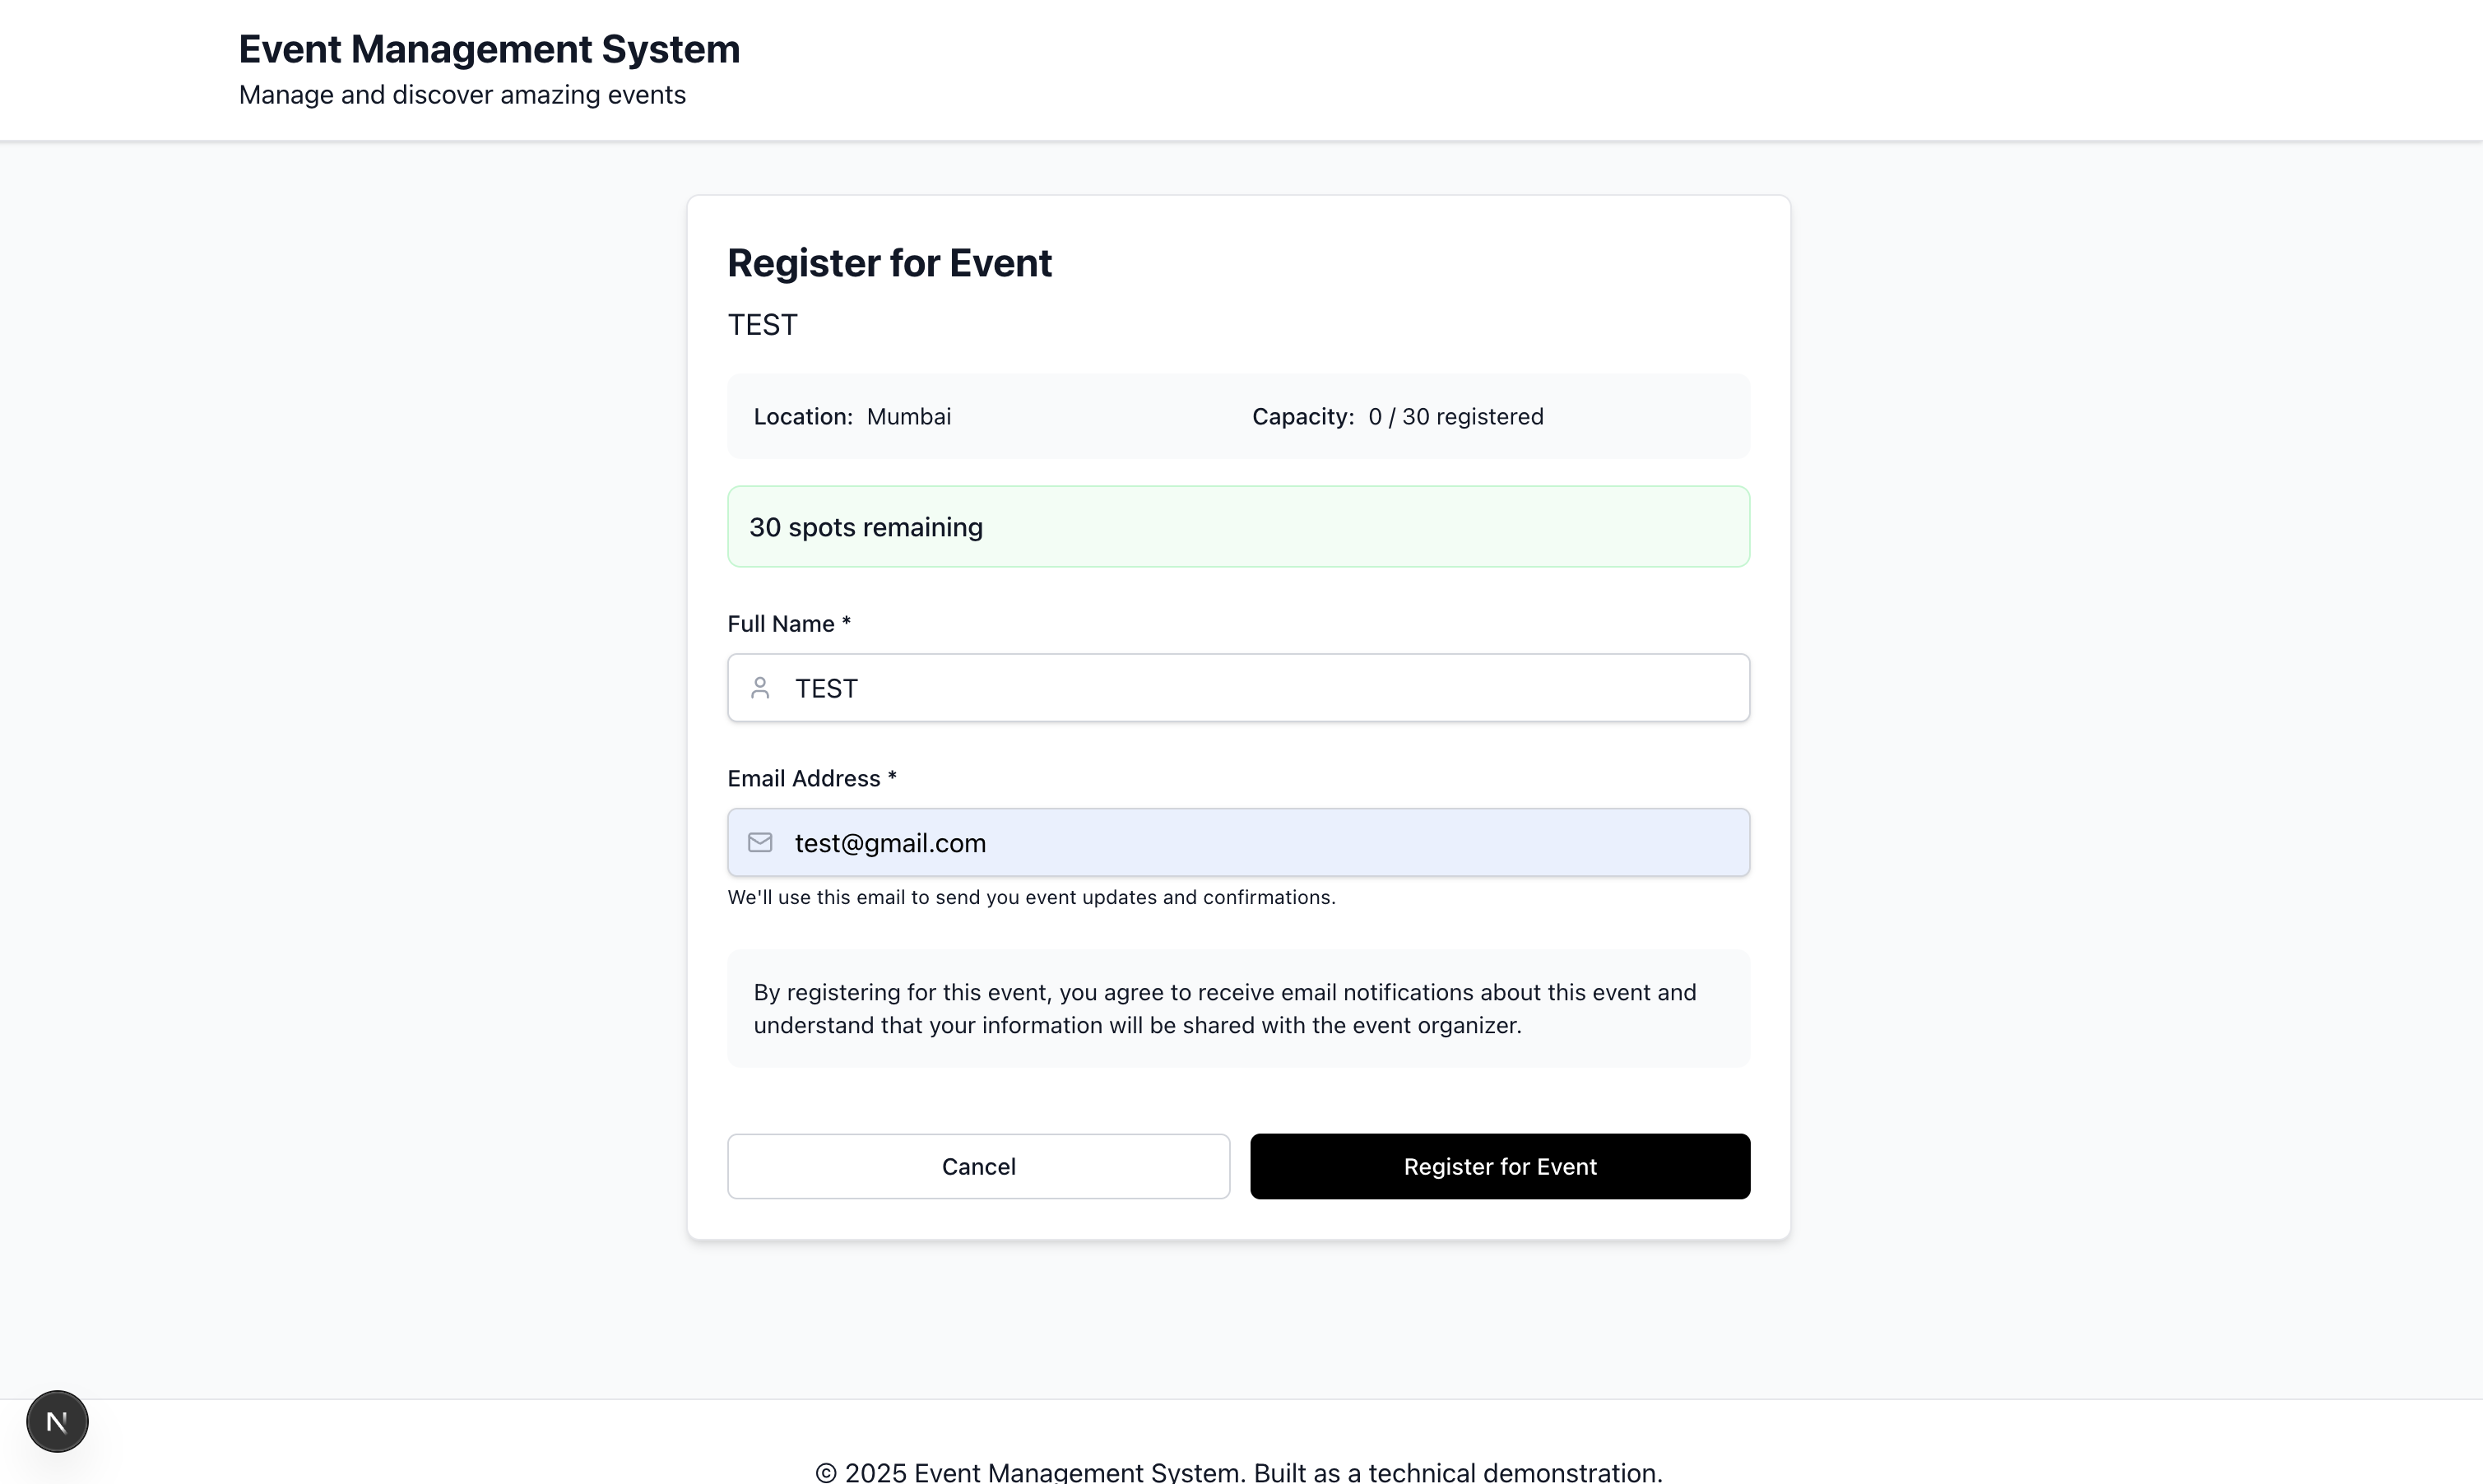 Event Management System
Manage and discover amazing events
Register for Event
TEST
Location: Mumbai
Capacity: 0 / 30 registered
30 spots remaining
Full Name *
TEST
Email Address *
test@gmail.com
We'll use this email to send you event updates and confirmations.
By registering for this event, you agree to receive email notifications about this event and
understand that your information will be shared with the event organizer.
Cancel
Register for Event
N
© 2025 Event Management System. Built as a technical demonstration.